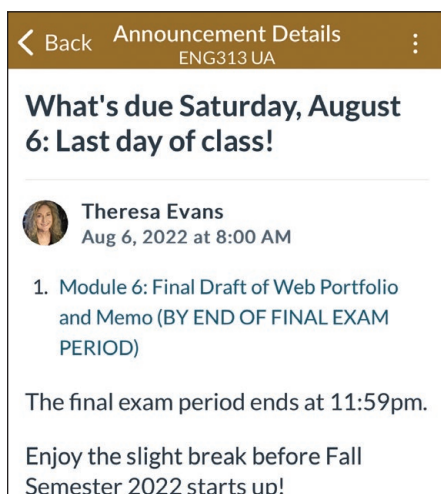 Back
Announcement Details
ENG313 UA
What's due Saturday, August
6: Last day of class!
Theresa Evans
Aug 6, 2022 at 8:00 AM
1. Module 6: Final Draft of Web Portfolio
and Memo (BY END OF FINAL EXAM
PERIOD)
The final exam period ends at 11:59pm.
Enjoy the slight break before Fall
Semester 2022 starts up!